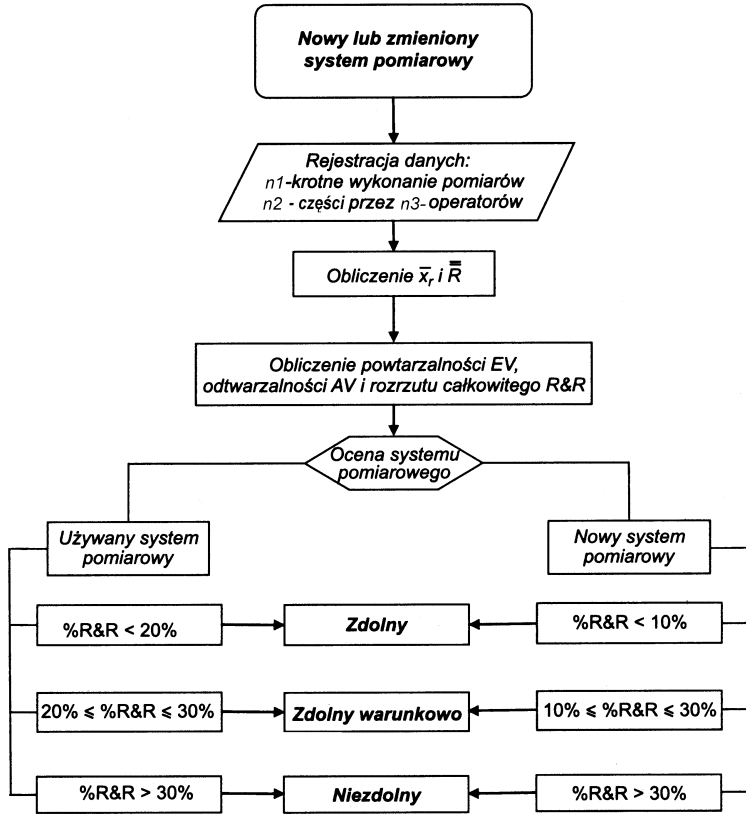 Nowy lub zmieniony
system pomiarowy
Rejestracja danych:
n1-krotne wykonanie pomiarów
n2 - części przez n3-operatorów
Obliczenie x̅ᵣ i R̿
Obliczenie powtarzalności EV,
odtwarzalności AV i rozrzutu całkowitego R&R
Ocena systemu
pomiarowego
Używany system
pomiarowy
Nowy system
pomiarowy
%R&R < 20%
Zdolny
%R&R < 10%
20% ⩽ %R&R ⩽ 30%
Zdolny warunkowo
10% ⩽ %R&R ⩽ 30%
%R&R > 30%
Niezdolny
%R&R > 30%